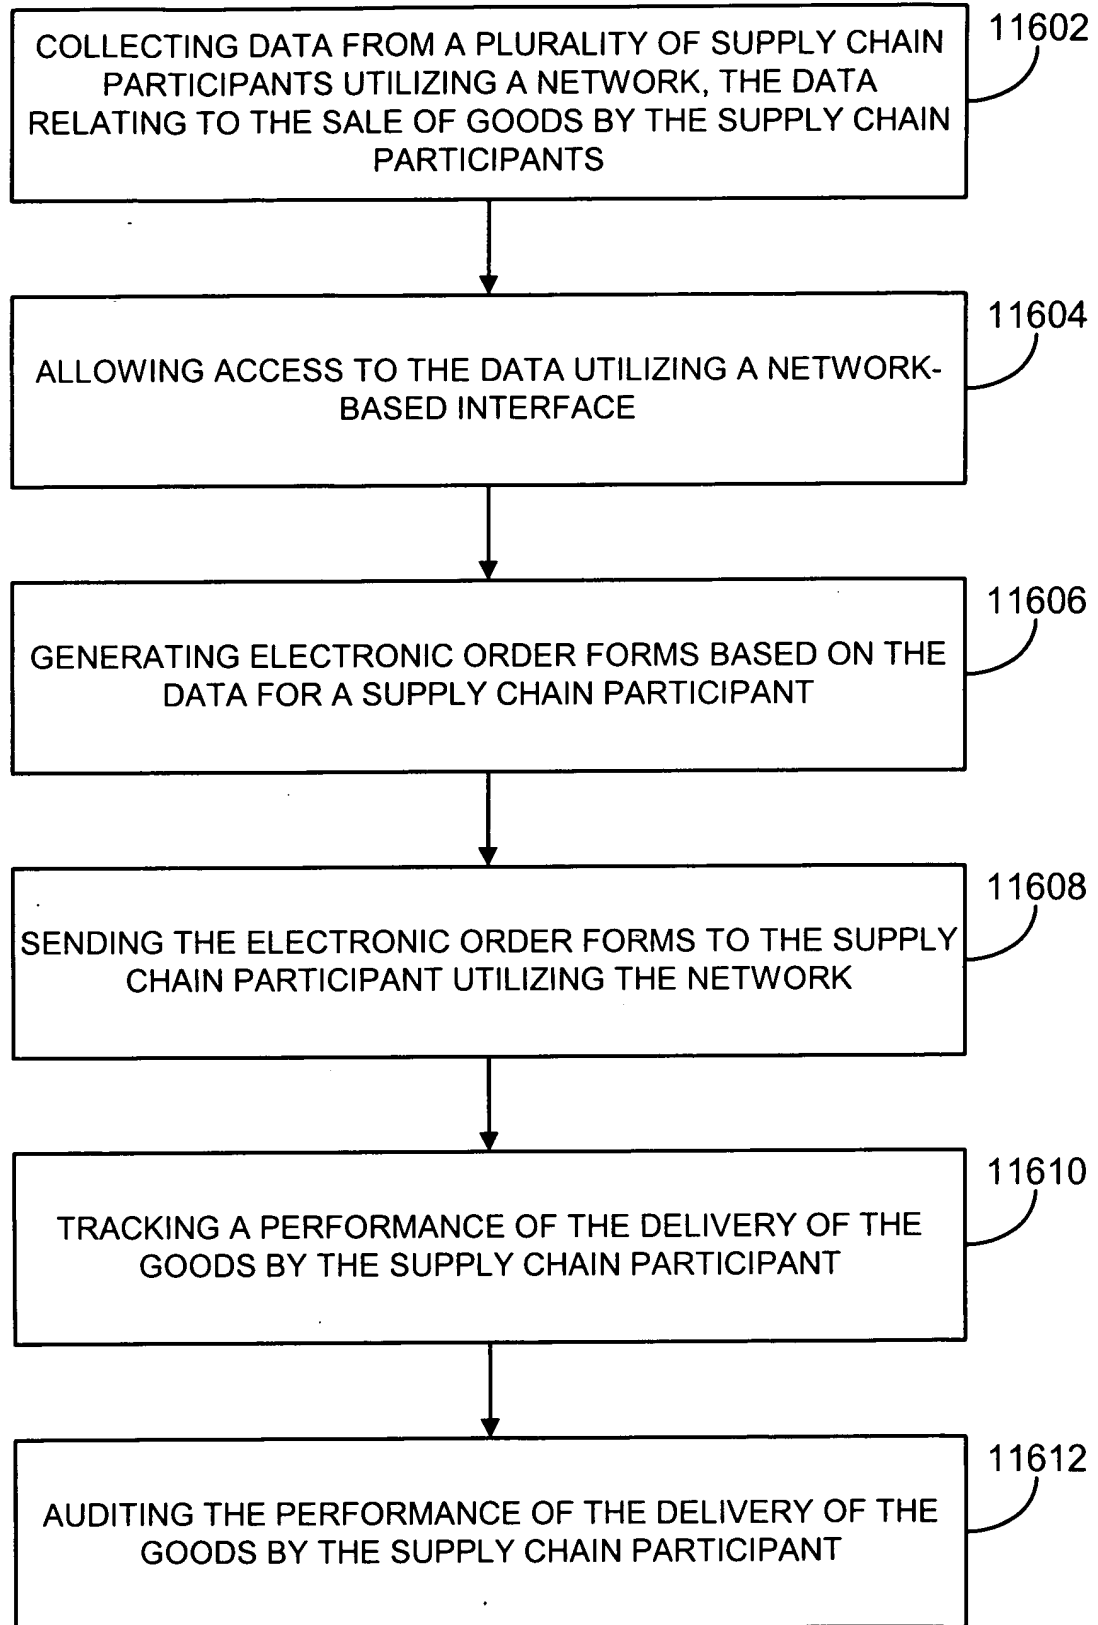 11602
COLLECTING DATA FROM A PLURALITY OF SUPPLY CHAIN
PARTICIPANTS UTILIZING A NETWORK, THE DATA
RELATING TO THE SALE OF GOODS BY THE SUPPLY CHAIN
PARTICIPANTS
11604
ALLOWING ACCESS TO THE DATA UTILIZING A NETWORK-
BASED INTERFACE
11606
GENERATING ELECTRONIC ORDER FORMS BASED ON THE
DATA FOR A SUPPLY CHAIN PARTICIPANT
11608
SENDING THE ELECTRONIC ORDER FORMS TO THE SUPPLY
CHAIN PARTICIPANT UTILIZING THE NETWORK
11610
TRACKING A PERFORMANCE OF THE DELIVERY OF THE
GOODS BY THE SUPPLY CHAIN PARTICIPANT
11612
AUDITING THE PERFORMANCE OF THE DELIVERY OF THE
GOODS BY THE SUPPLY CHAIN PARTICIPANT